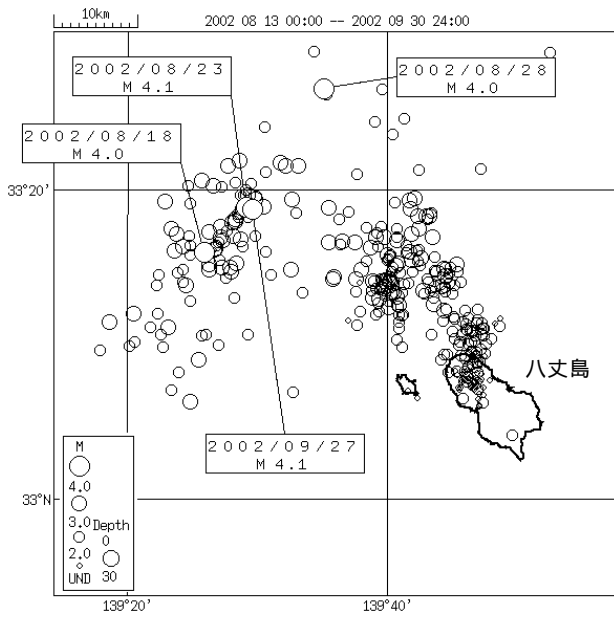 10km 2002 08 13 00:00 -- 2002 09 30 24:00
2002/08/23
M 4.1
2002/08/28
M 4.0
2002/08/18
M 4.0
33°20'
八丈島
2002/09/27
M 4.1
M
4.0
3.0 Depth
0
2.0
UND 30
33°N
139°20' 139°40'